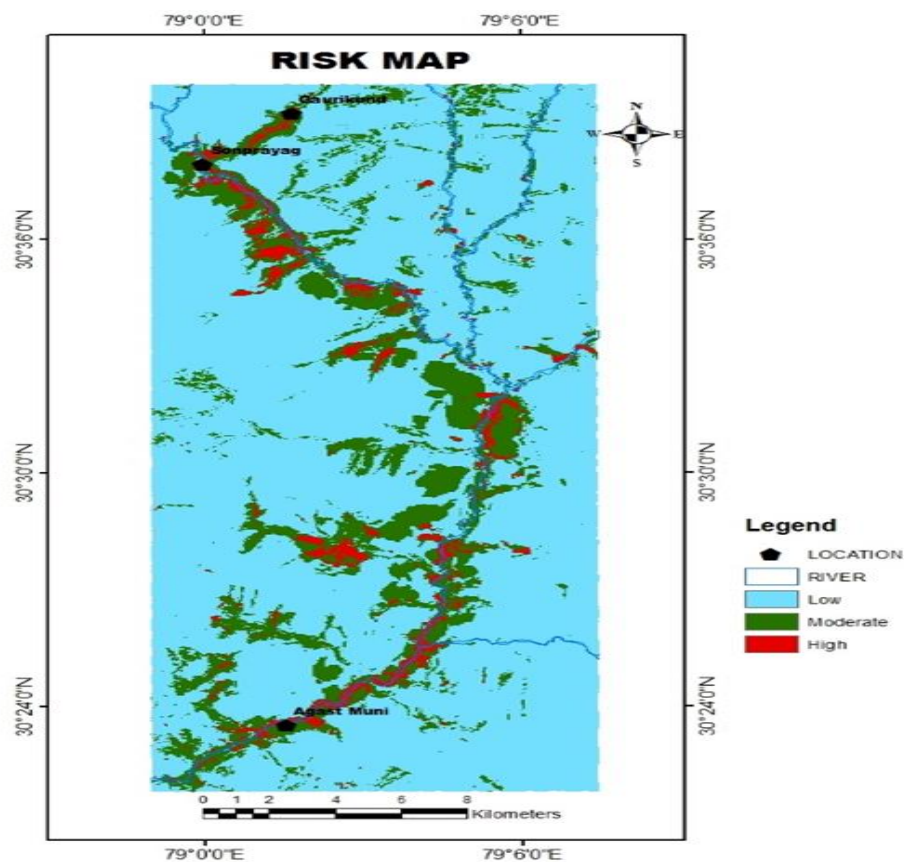 79°0'0"E 79°6'0"E
RISK MAP
Gaurikund
N
W E
S
Sonprayag
30°36'0"N 30°36'0"N
30°30'0"N 30°30'0"N
Legend
LOCATION
RIVER
Low
Moderate
High
30°24'0"N 30°24'0"N
Agast Muni
0 1 2 4 6 8
Kilometers
79°0'0"E 79°6'0"E